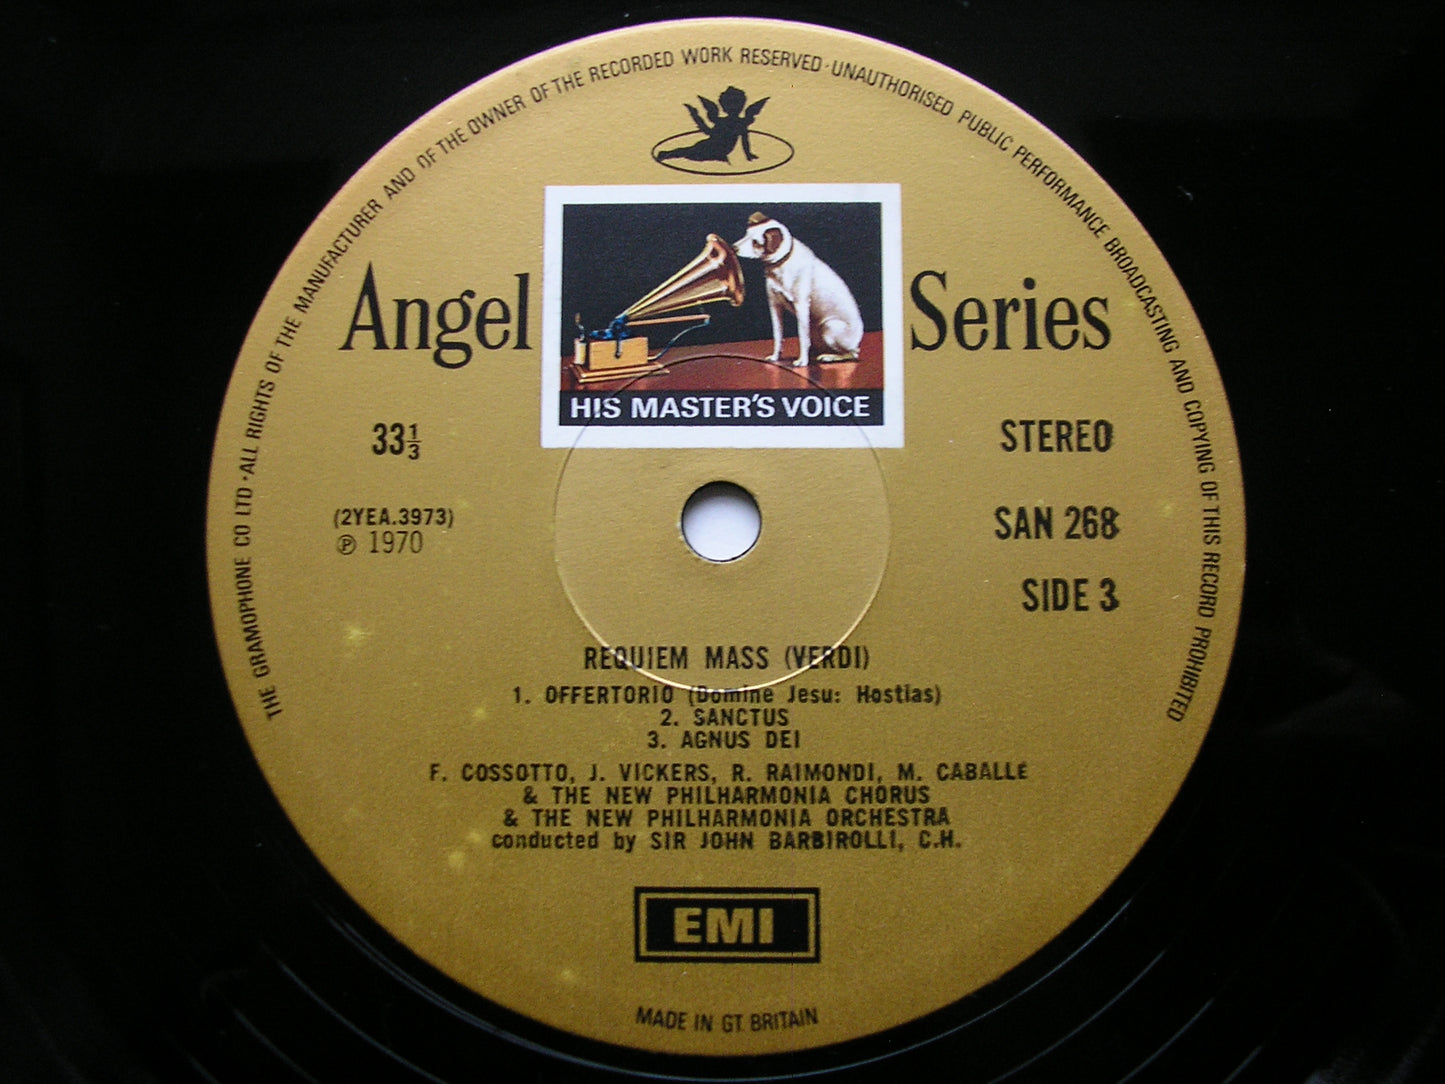 THE GRAMOPHONE CO LTD · ALL RIGHTS OF THE MANUFACTURER AND OF THE OWNER OF THE RECORDED WORK RESERVED · UNAUTHORISED PUBLIC PERFORMANCE BROADCASTING AND COPYING OF THIS RECORD PROHIBITED
Angel Series
HIS MASTER'S VOICE
33⅓
STEREO
(2YEA.3973)
℗ 1970
SAN 268
SIDE 3
REQUIEM MASS (VERDI)
1. OFFERTORIO (Domine Jesu: Hostias)
2. SANCTUS
3. AGNUS DEI
F. COSSOTTO, J. VICKERS, R. RAIMONDI, M. CABALLÉ
& THE NEW PHILHARMONIA CHORUS
& THE NEW PHILHARMONIA ORCHESTRA
conducted by SIR JOHN BARBIROLLI, C.H.
EMI
MADE IN GT. BRITAIN